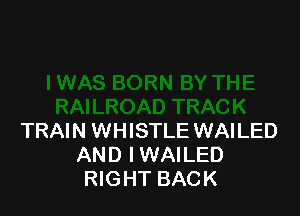 I WAS BORN BY THE
RAILROAD TRACK
TRAIN WHISTLE WAILED
AND I WAILED
RIGHT BACK